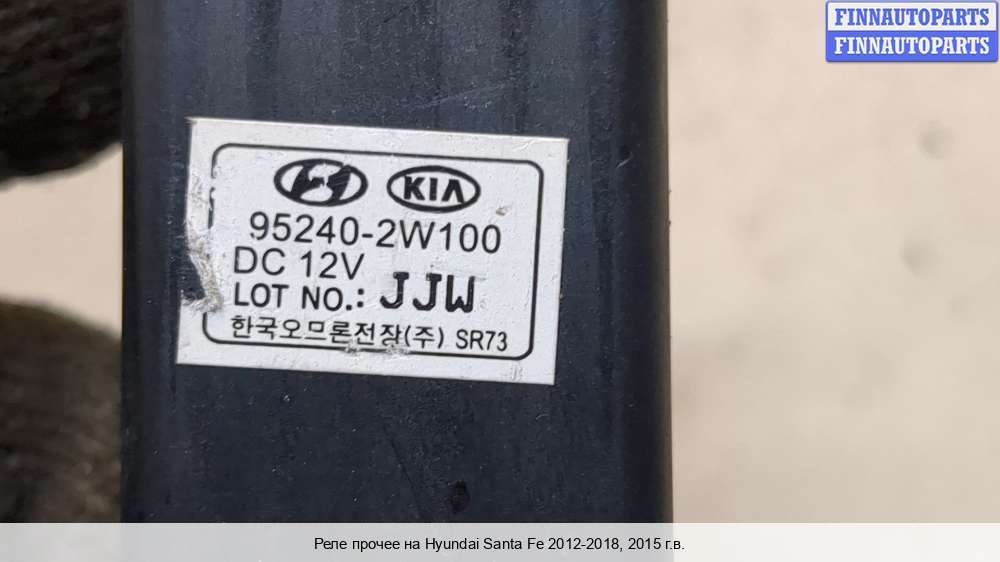 FINNAUTOPARTS
FINNAUTOPARTS
KIA
95240-2W100
DC 12V
LOT NO.: JJW
한국오므론전장(주) SR73
Реле прочее на Hyundai Santa Fe 2012-2018, 2015 г.в.